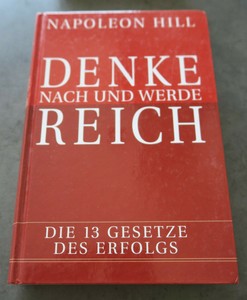 NAPOLEON HILL
DENKE
NACH UND WERDE
REICH
DIE 13 GESETZE
DES ERFOLGS